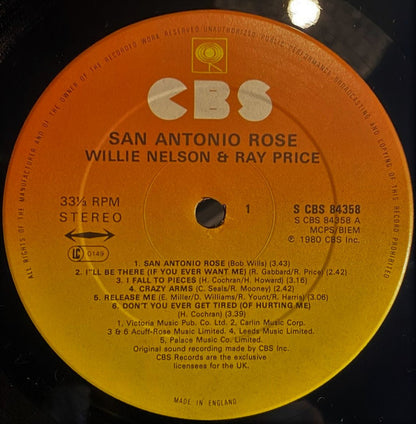 ALL RIGHTS OF THE MANUFACTURER AND OF THE OWNER OF THE RECORDED WORK RESERVED UNAUTHORIZED PUBLIC PERFORMANCE BROADCASTING AND COPYING OF THIS RECORD PROHIBITED
CBS
SAN ANTONIO ROSE
WILLIE NELSON & RAY PRICE
33⅓ RPM
STEREO
LC 0149
1
S CBS 84358
S CBS 84358 A
MCPS/BIEM
℗ 1980 CBS Inc.
1. SAN ANTONIO ROSE (Bob Wills) (3.43)
2. I'LL BE THERE (IF YOU EVER WANT ME) (R. Gabbard/R. Price) (2.42)
3. I FALL TO PIECES (H. Cochran/H. Howard) (3.16)
4. CRAZY ARMS (C. Seals/R. Mooney) (2.42)
5. RELEASE ME (E. Miller/D. Williams/R. Yount/R. Harris) (3.06)
6. DON'T YOU EVER GET TIRED (OF HURTING ME)
(H. Cochran) (3.39)
1, Victoria Music Pub. Co. Ltd. 2, Carlin Music Corp.
3 & 6 Acuff-Rose Music Limited. 4, Leeds Music Limited.
5, Palace Music Co. Limited.
Original sound recording made by CBS Inc.
CBS Records are the exclusive
licensees for the UK.
MADE IN ENGLAND